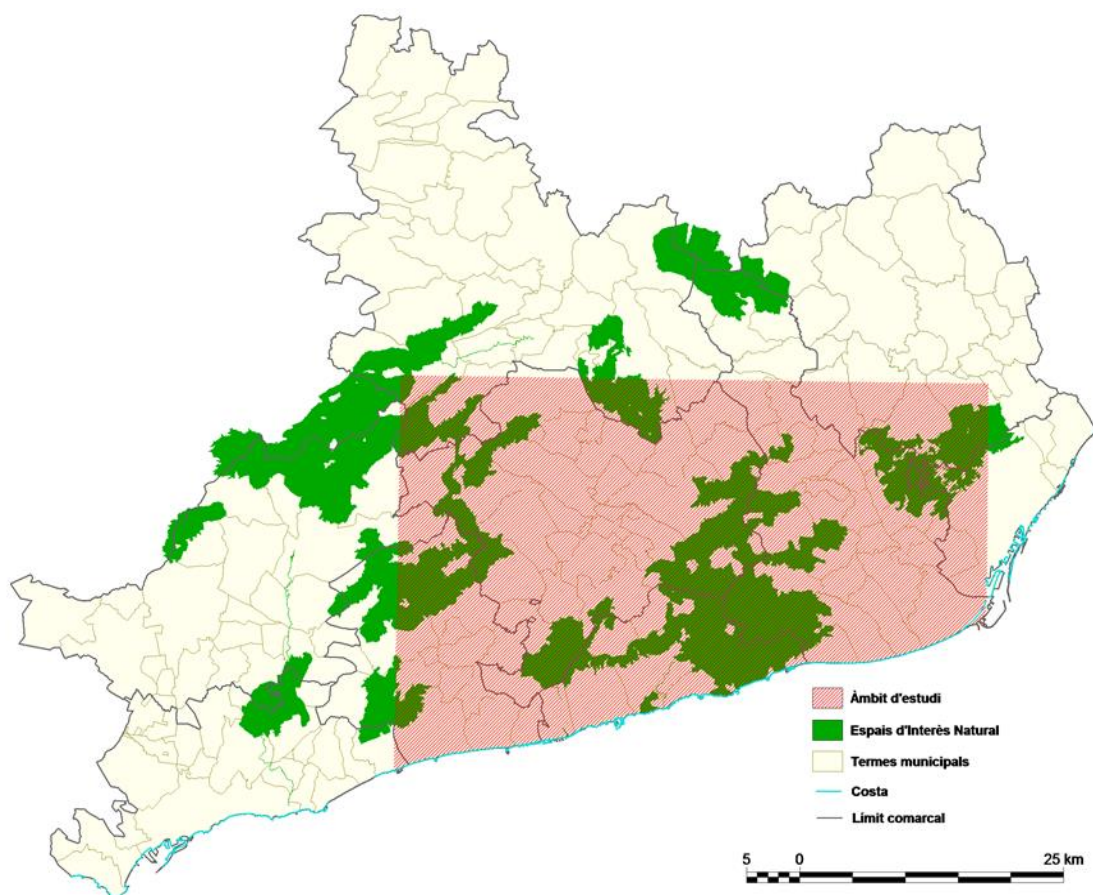 Àmbit d'estudi
Espais d'Interès Natural
Termes municipals
Costa
Límit comarcal
5 0 25 km